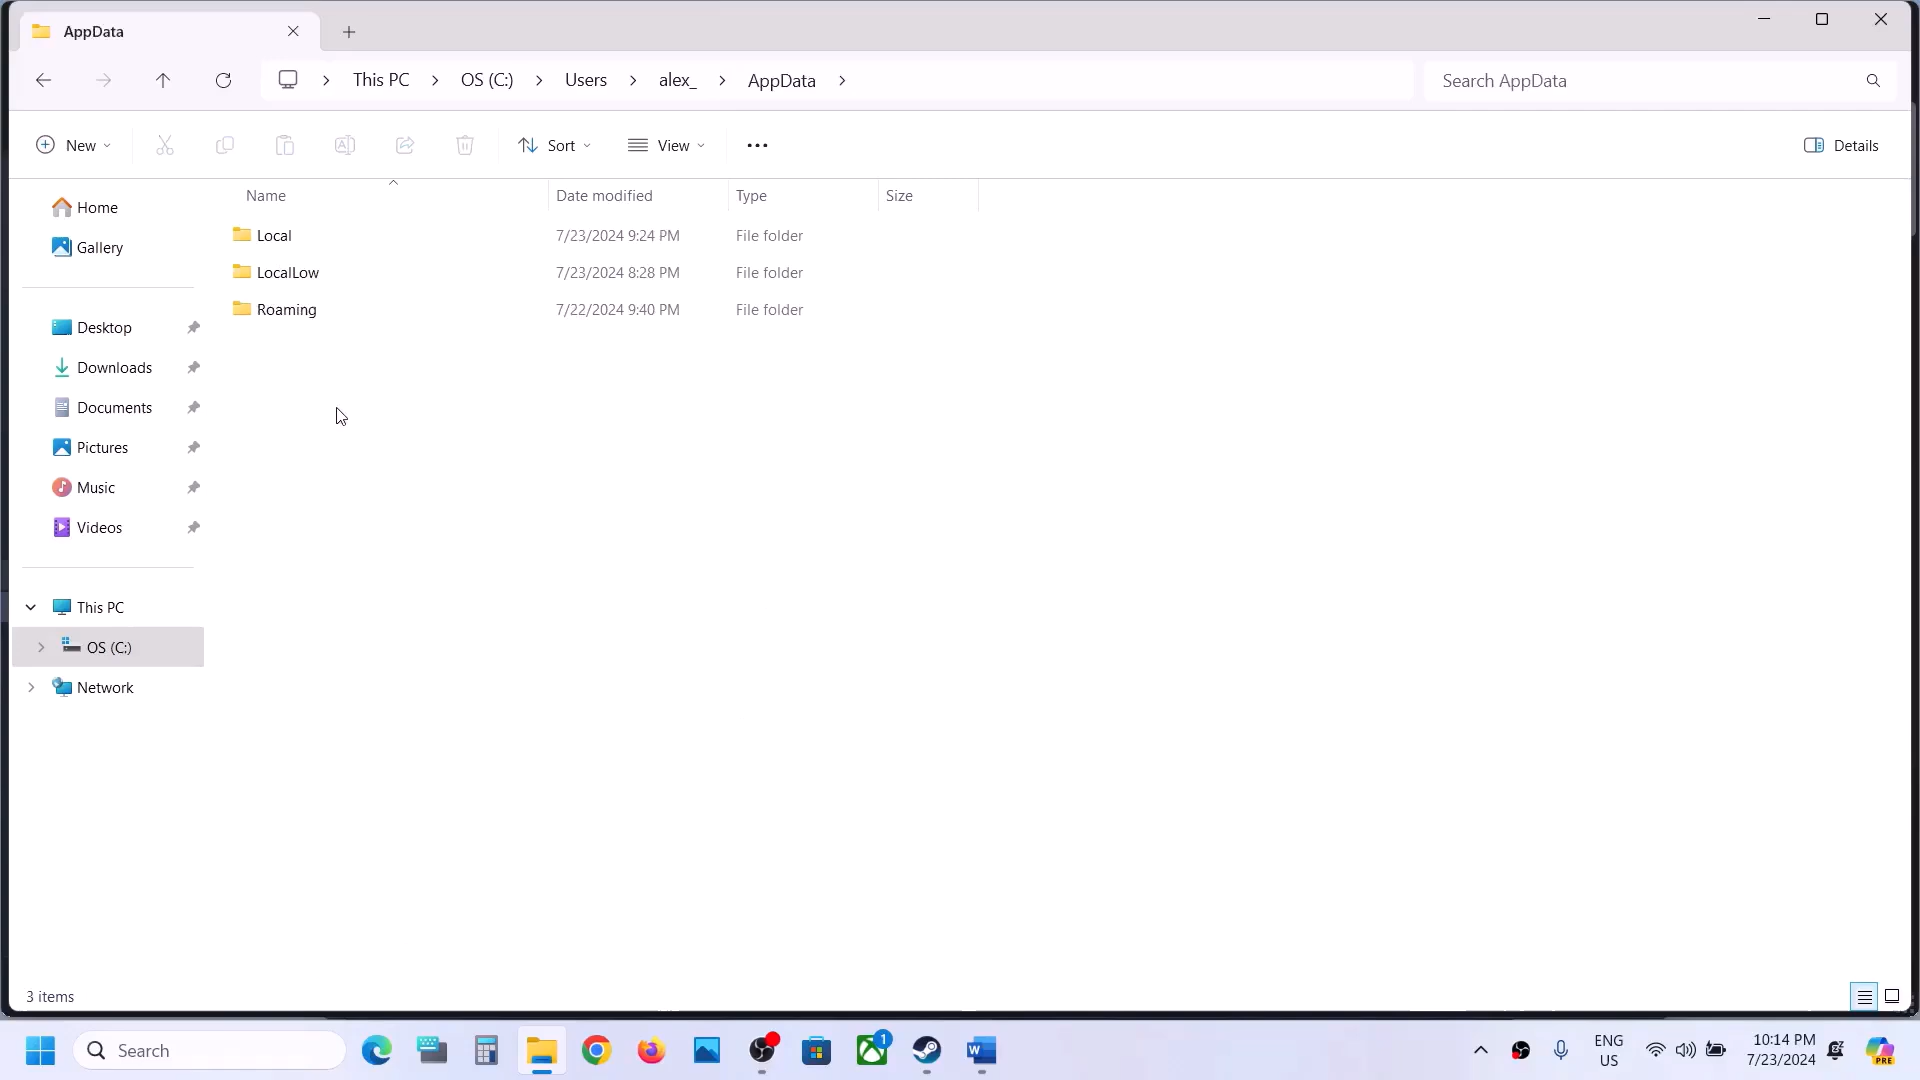 AppData
This PC
OS (C:)
Users
alex_
AppData
Search AppData
New
Sort
View
Details
Name
Date modified
Type
Size
Home
Gallery
Local
7/23/2024 9:24 PM
File folder
LocalLow
7/23/2024 8:28 PM
File folder
Roaming
7/22/2024 9:40 PM
File folder
Desktop
Downloads
Documents
Pictures
Music
Videos
This PC
OS (C:)
Network
3 items
Search
1
ENG
US
10:14 PM
7/23/2024
PRE